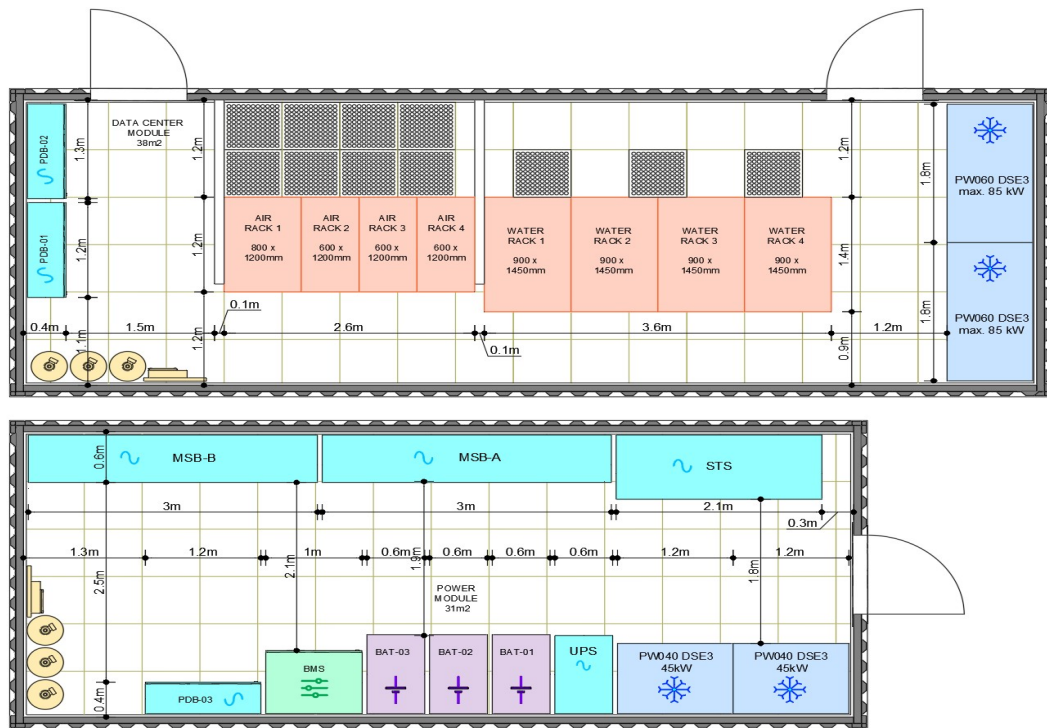 DATA CENTER
MODULE
38m2
PDB-02
PDB-01
1.3m
1.2m
1.1m
1.2m
1.2m
0.4m
1.5m
0.1m
2.6m
0.1m
3.6m
1.2m
AIR
RACK 1
800 x
1200mm
AIR
RACK 2
600 x
1200mm
AIR
RACK 3
600 x
1200mm
AIR
RACK 4
600 x
1200mm
WATER
RACK 1
900 x
1450mm
WATER
RACK 2
900 x
1450mm
WATER
RACK 3
900 x
1450mm
WATER
RACK 4
900 x
1450mm
1.2m
1.4m
0.9m
1.8m
1.8m
1.2m
PW060 DSE3
max. 85 kW
PW060 DSE3
max. 85 kW
0.6m
MSB-B
MSB-A
STS
3m
3m
2.1m
0.3m
1.3m
1.2m
1m
0.6m
0.6m
0.6m
0.6m
1.2m
1.2m
2.5m
2.1m
1.9m
1.8m
POWER
MODULE
31m2
0.4m
PDB-03
BMS
BAT-03
BAT-02
BAT-01
UPS
PW040 DSE3
45kW
PW040 DSE3
45kW